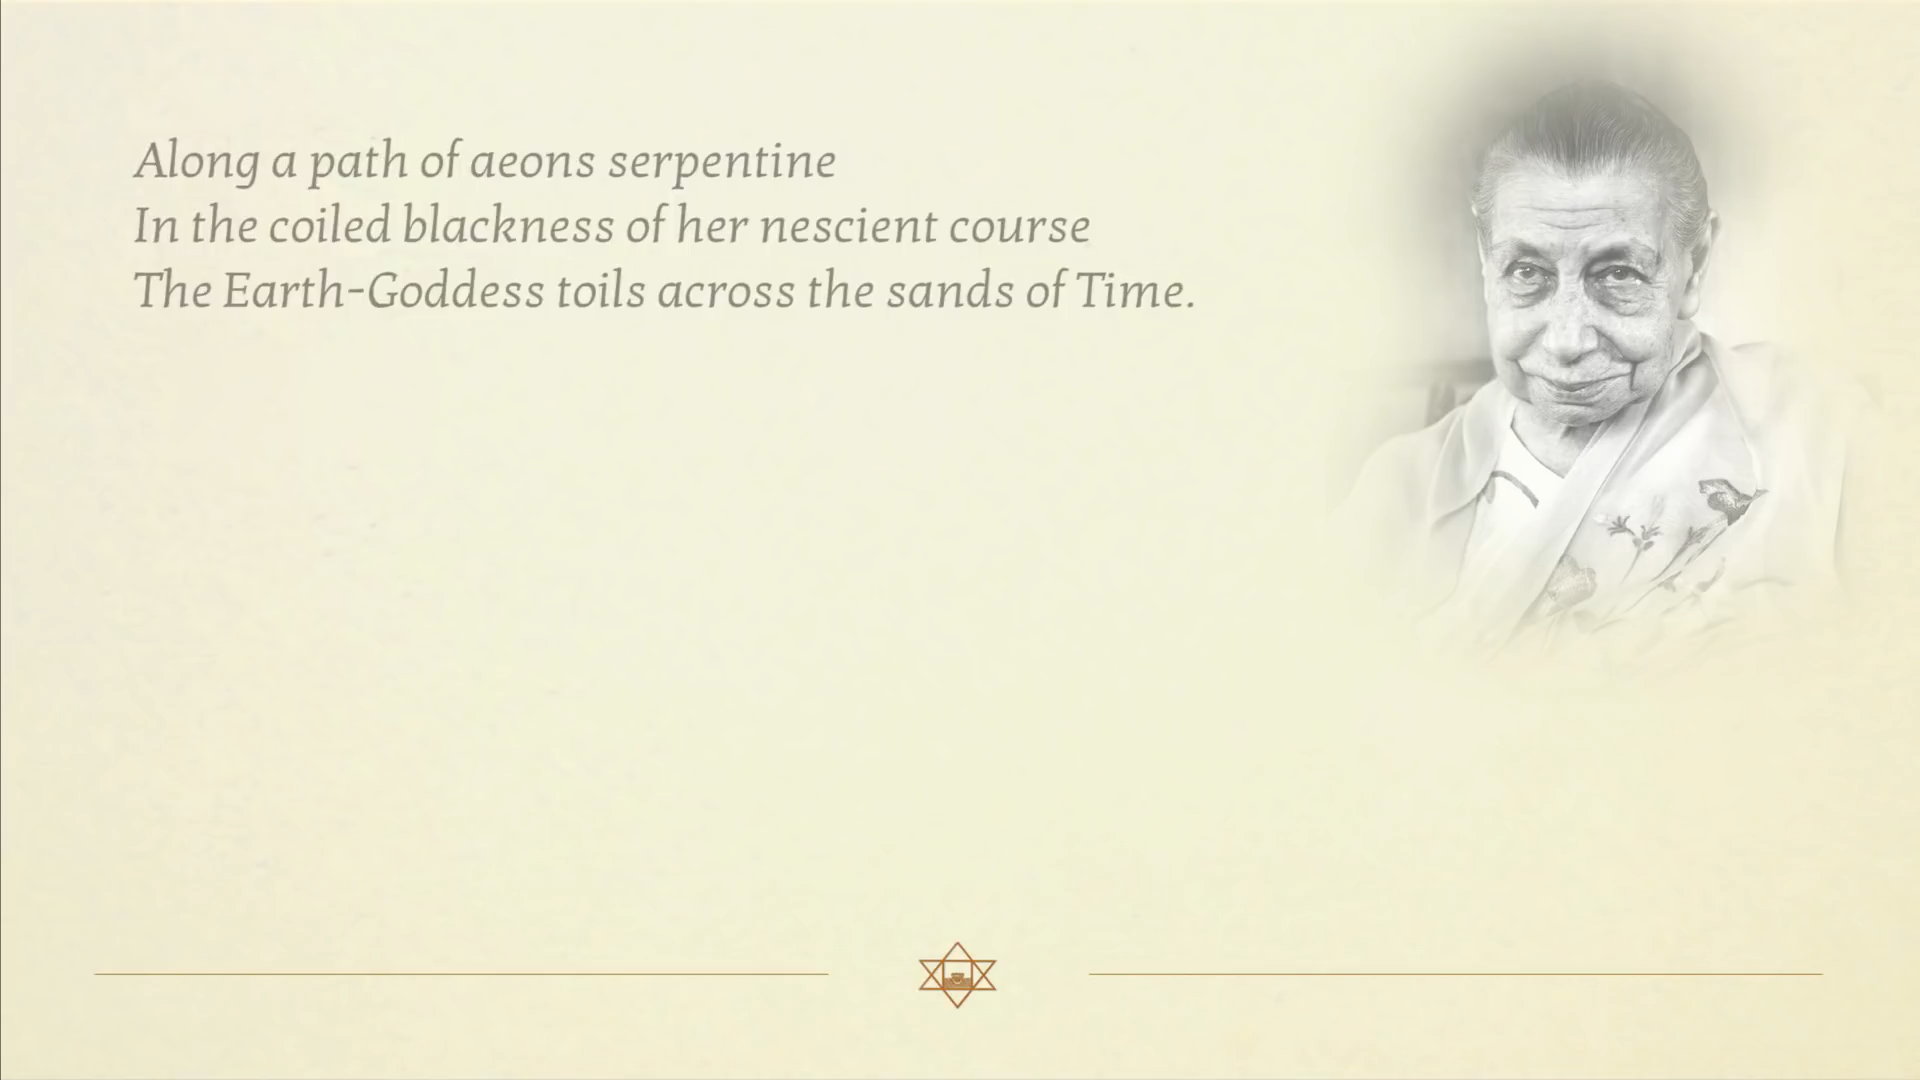 Along a path of aeons serpentine
In the coiled blackness of her nescient course
The Earth-Goddess toils across the sands of Time.